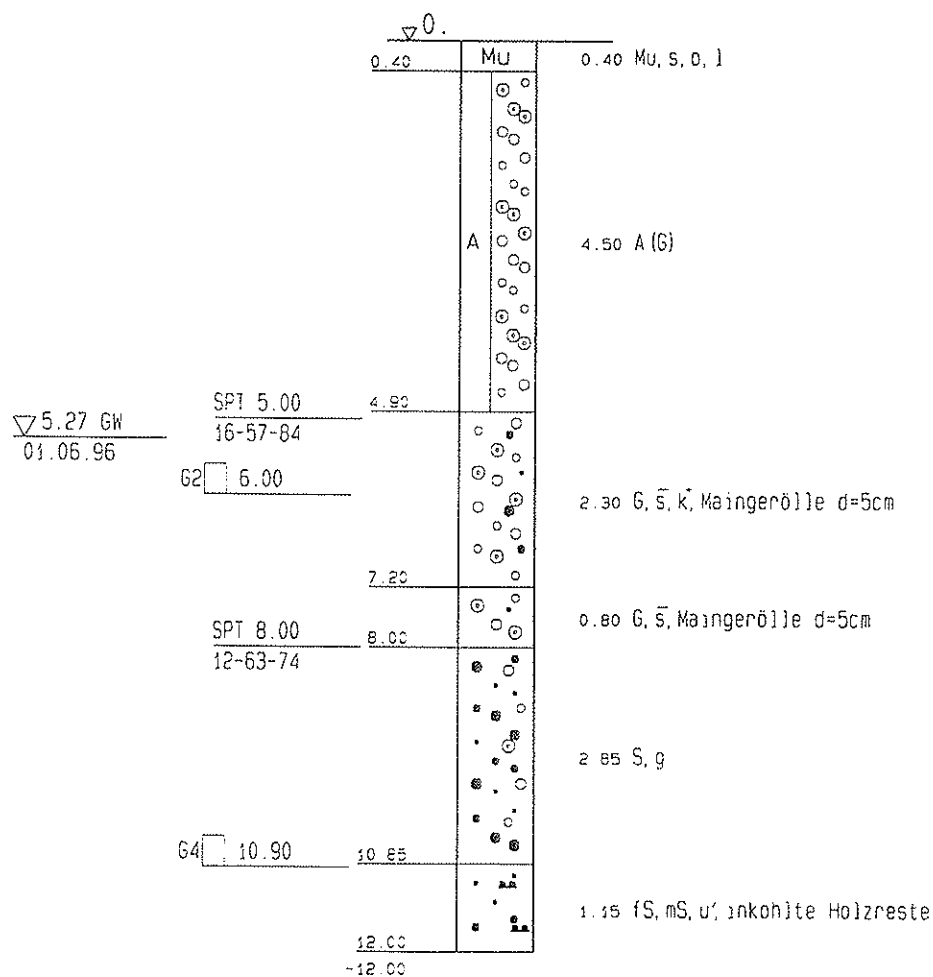 0.
Mu
0.40
0.40 Mu, s, o, l
A
4.50 A (G)
4.90
SPT 5.00
16-57-84
5.27 GW
01.06.96
G2 6.00
2.30 G, s̄, k⁺, Maingerölle d=5cm
7.20
0.80 G, s̄, Maingerölle d=5cm
SPT 8.00
8.00
12-63-74
2.85 S, g
G4 10.90
10.85
1.15 fS, mS, u', inkohlte Holzreste
12.00
-12.00